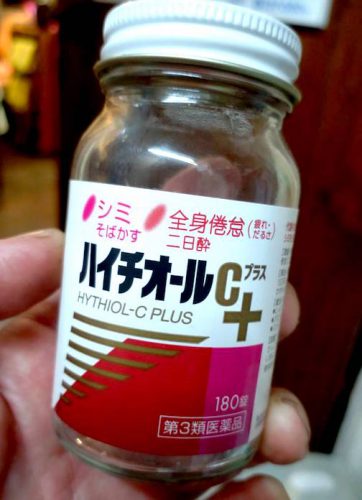 シミ
そばかす
全身倦怠(疲れ・だるさ)
二日酔
ハイチオールC
プラス
+
HYTHIOL-C PLUS
180錠
第3類医薬品